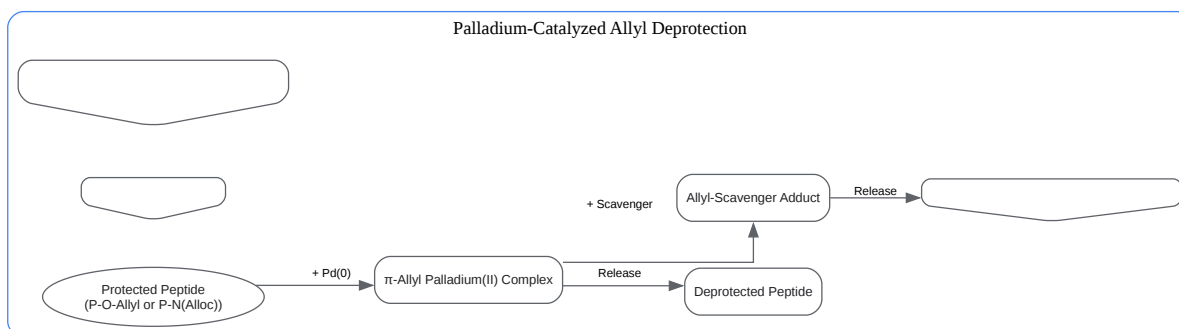 Palladium-Catalyzed Allyl Deprotection
+ Scavenger
Allyl-Scavenger Adduct
Release
+ Pd(0)
π-Allyl Palladium(II) Complex
Release
Deprotected Peptide
Protected Peptide
(P-O-Allyl or P-N(Alloc))